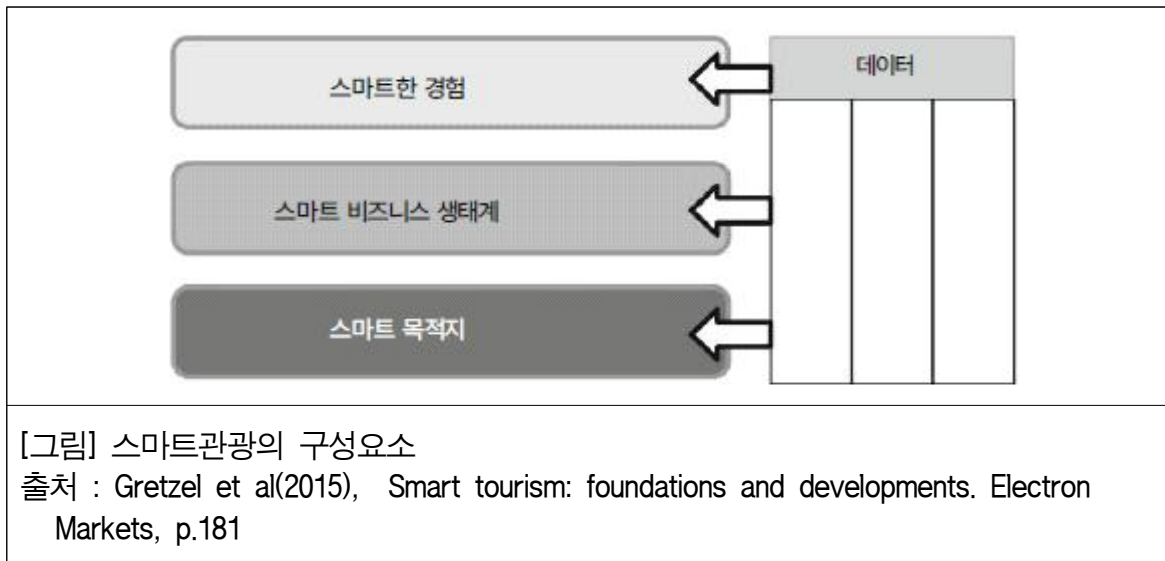 스마트한 경험
데이터
스마트 비즈니스 생태계
스마트 목적지
[그림] 스마트관광의 구성요소
출처 : Gretzel et al(2015), Smart tourism: foundations and developments. Electron
Markets, p.181